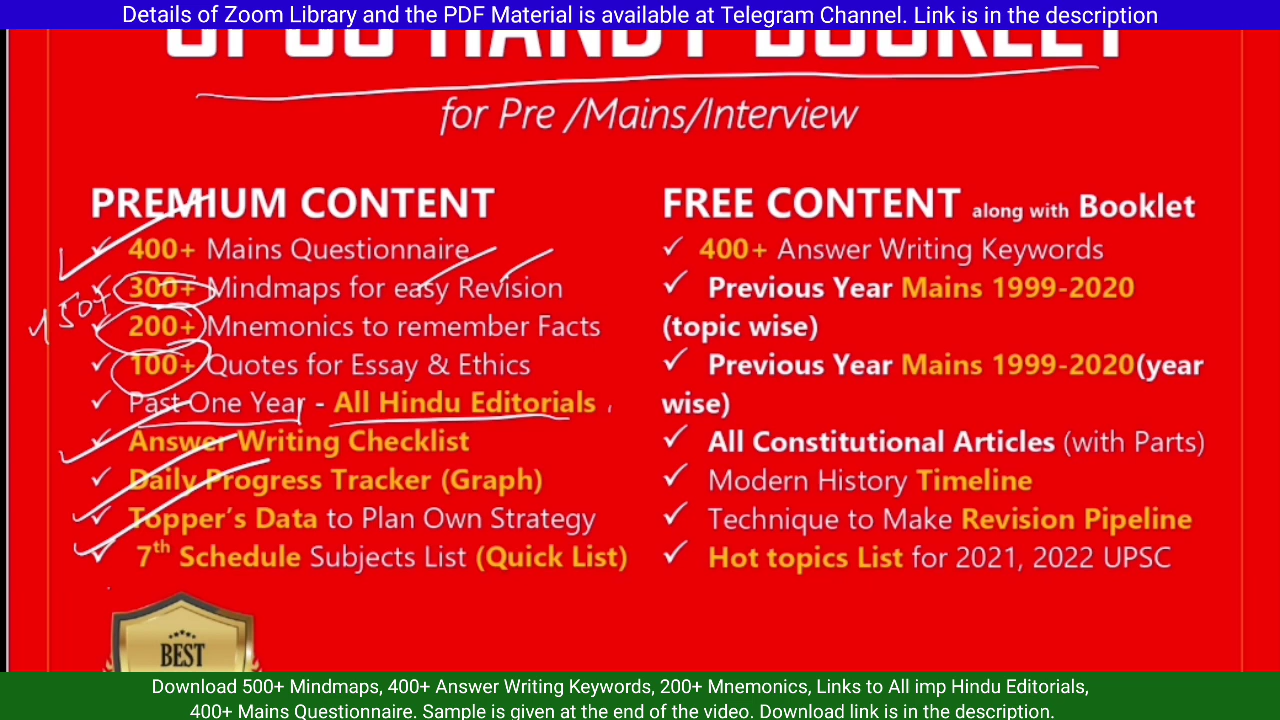 Details of Zoom Library and the PDF Material is available at Telegram Channel. Link is in the description
UPSC HANDY BOOKLET
for Pre /Mains/Interview
PREMIUM CONTENT
400+ Mains Questionnaire
300+ Mindmaps for easy Revision
200+ Mnemonics to remember Facts
100+ Quotes for Essay & Ethics
Past One Year - All Hindu Editorials
Answer Writing Checklist
Daily Progress Tracker (Graph)
Topper's Data to Plan Own Strategy
7th Schedule Subjects List (Quick List)
FREE CONTENT along with Booklet
400+ Answer Writing Keywords
Previous Year Mains 1999-2020
(topic wise)
Previous Year Mains 1999-2020(year
wise)
All Constitutional Articles (with Parts)
Modern History Timeline
Technique to Make Revision Pipeline
Hot topics List for 2021, 2022 UPSC
BEST
Download 500+ Mindmaps, 400+ Answer Writing Keywords, 200+ Mnemonics, Links to All imp Hindu Editorials,
400+ Mains Questionnaire. Sample is given at the end of the video. Download link is in the description.